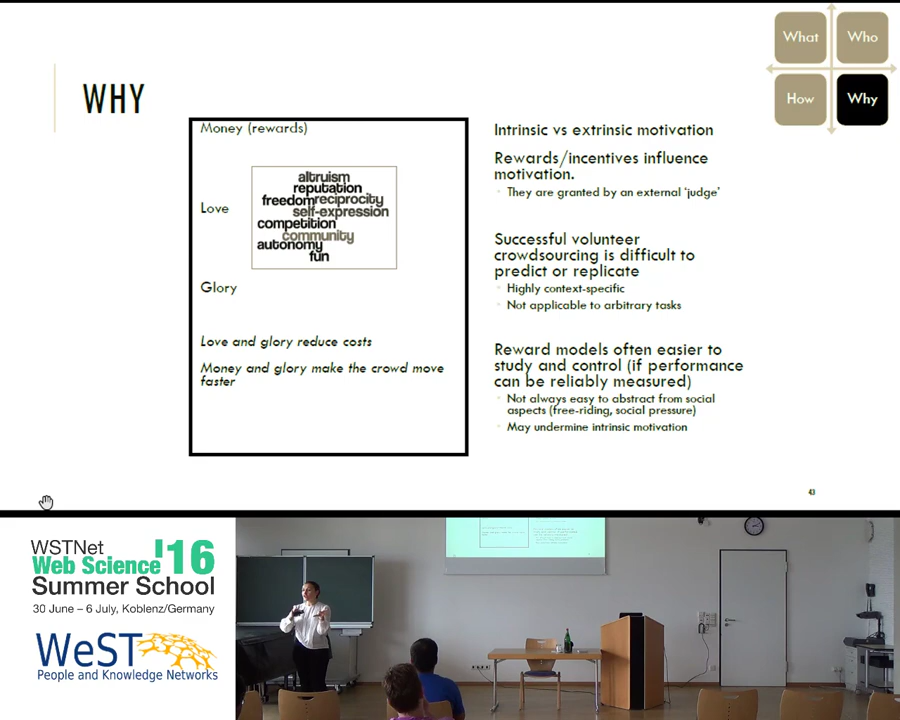 What
Who
How
Why
WHY
Money (rewards)
Love
altruism
reputation
freedom reciprocity
self-expression
competition
community
autonomy
fun
Glory
Love and glory reduce costs
Money and glory make the crowd move
faster
Intrinsic vs extrinsic motivation
Rewards/incentives influence
motivation.
They are granted by an external ‘judge’
Successful volunteer
crowdsourcing is difficult to
predict or replicate
Highly context-specific
Not applicable to arbitrary tasks
Reward models often easier to
study and control (if performance
can be reliably measured)
Not always easy to abstract from social
aspects (free-riding, social pressure)
May undermine intrinsic motivation
43
WSTNet
Web Science '16
Summer School
30 June – 6 July, Koblenz/Germany
WeST
People and Knowledge Networks